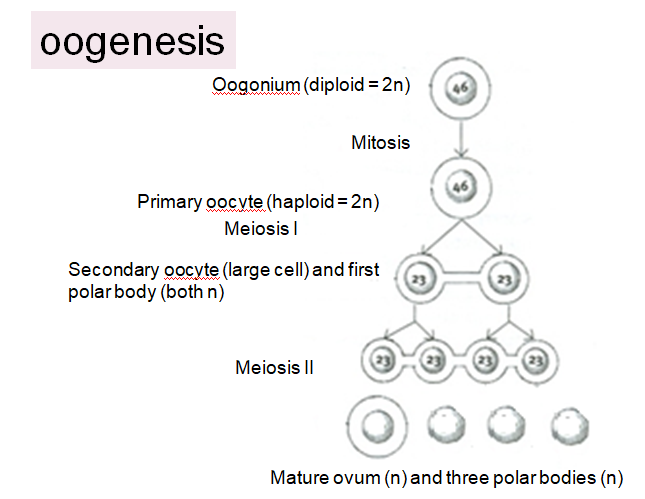 oogenesis
Oogonium (diploid = 2n)
46
Mitosis
46
Primary oocyte (haploid = 2n)
Meiosis I
Secondary oocyte (large cell) and first
polar body (both n)
23 23
23 23 23 23
Meiosis II
Mature ovum (n) and three polar bodies (n)